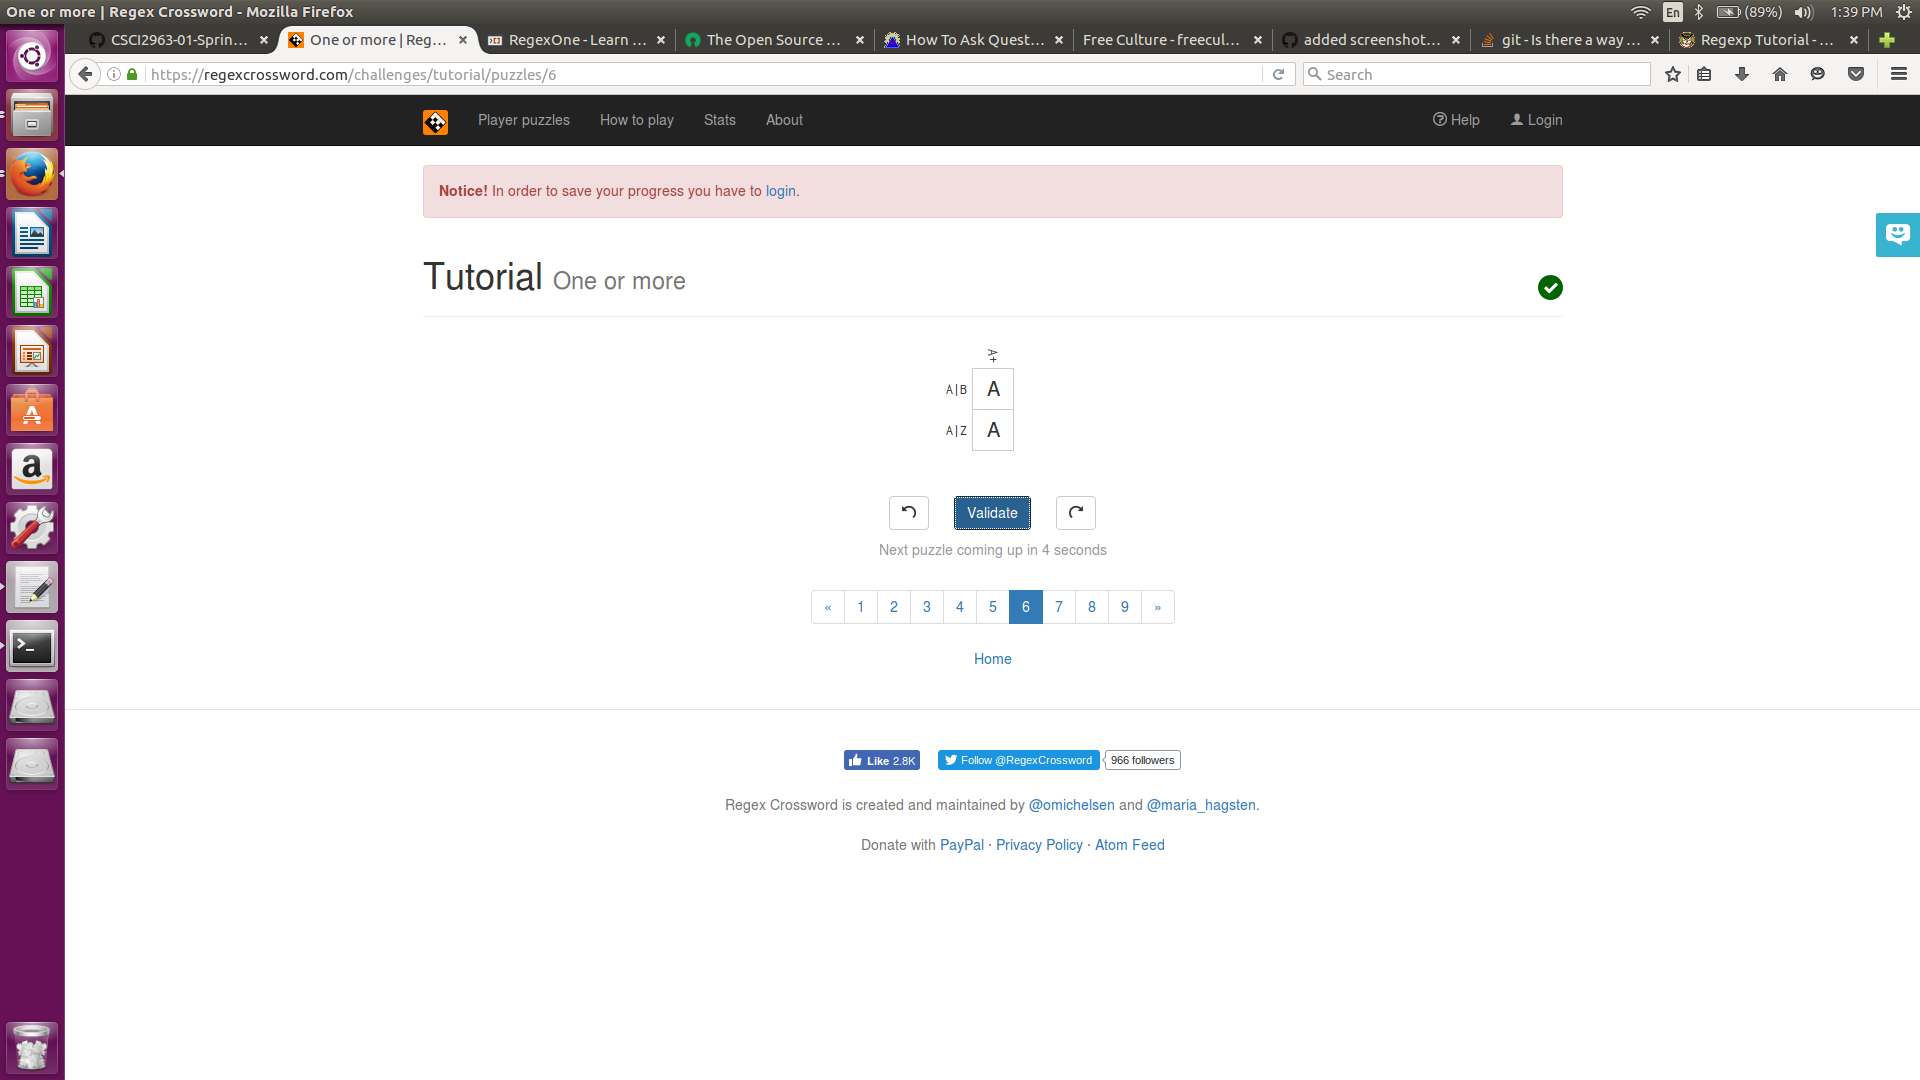 One or more | Regex Crossword - Mozilla Firefox
En (89%) 1:39 PM
CSCI2963-01-Sprin... One or more | Reg... RegexOne - Learn ... The Open Source ... How To Ask Quest... Free Culture - freecul... added screenshot... git - Is there a way ... Regexp Tutorial - ...
https://regexcrossword.com/challenges/tutorial/puzzles/6 Search
Player puzzles How to play Stats About Help Login
Notice! In order to save your progress you have to login.
Tutorial One or more
A+
A|B A
A|Z A
Validate
Next puzzle coming up in 4 seconds
« 1 2 3 4 5 6 7 8 9 »
Home
Like 2.8K Follow @RegexCrossword 966 followers
Regex Crossword is created and maintained by @omichelsen and @maria_hagsten.
Donate with PayPal · Privacy Policy · Atom Feed